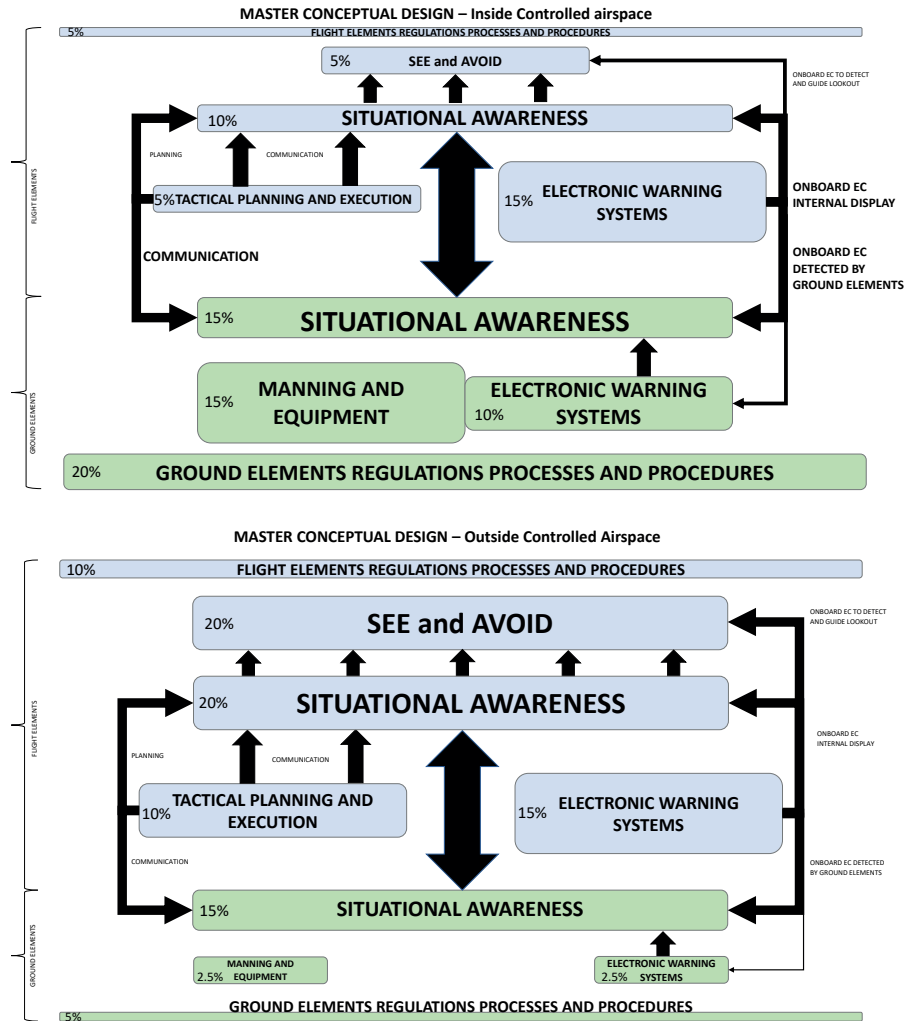 MASTER CONCEPTUAL DESIGN – Inside Controlled airspace
5%
FLIGHT ELEMENTS REGULATIONS PROCESSES AND PROCEDURES
5%
SEE and AVOID
ONBOARD EC TO DETECT
AND GUIDE LOOKOUT
10%
SITUATIONAL AWARENESS
PLANNING
COMMUNICATION
FLIGHT ELEMENTS
5%
TACTICAL PLANNING AND EXECUTION
15%
ELECTRONIC WARNING
SYSTEMS
ONBOARD EC
INTERNAL DISPLAY
COMMUNICATION
ONBOARD EC
DETECTED BY
GROUND ELEMENTS
15%
SITUATIONAL AWARENESS
GROUND ELEMENTS
15%
MANNING AND
EQUIPMENT
10%
ELECTRONIC WARNING
SYSTEMS
20%
GROUND ELEMENTS REGULATIONS PROCESSES AND PROCEDURES
MASTER CONCEPTUAL DESIGN – Outside Controlled Airspace
10%
FLIGHT ELEMENTS REGULATIONS PROCESSES AND PROCEDURES
20%
SEE and AVOID
ONBOARD EC TO DETECT
AND GUIDE LOOKOUT
20%
SITUATIONAL AWARENESS
FLIGHT ELEMENTS
PLANNING
COMMUNICATION
ONBOARD EC
INTERNAL DISPLAY
10%
TACTICAL PLANNING AND
EXECUTION
15%
ELECTRONIC WARNING
SYSTEMS
COMMUNICATION
ONBOARD EC DETECTED
BY GROUND ELEMENTS
15%
SITUATIONAL AWARENESS
GROUND ELEMENTS
2.5%
MANNING AND
EQUIPMENT
2.5%
ELECTRONIC WARNING
SYSTEMS
GROUND ELEMENTS REGULATIONS PROCESSES AND PROCEDURES
5%